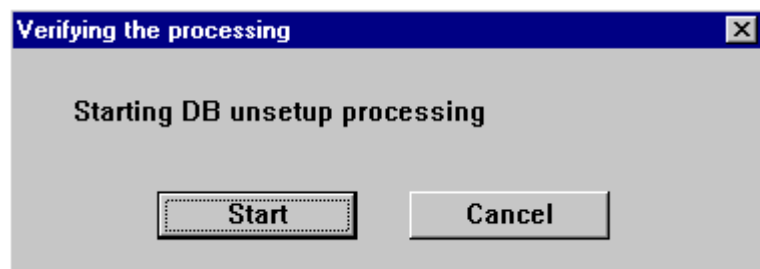 Verifying the processing
Starting DB unsetup processing
Start Cancel